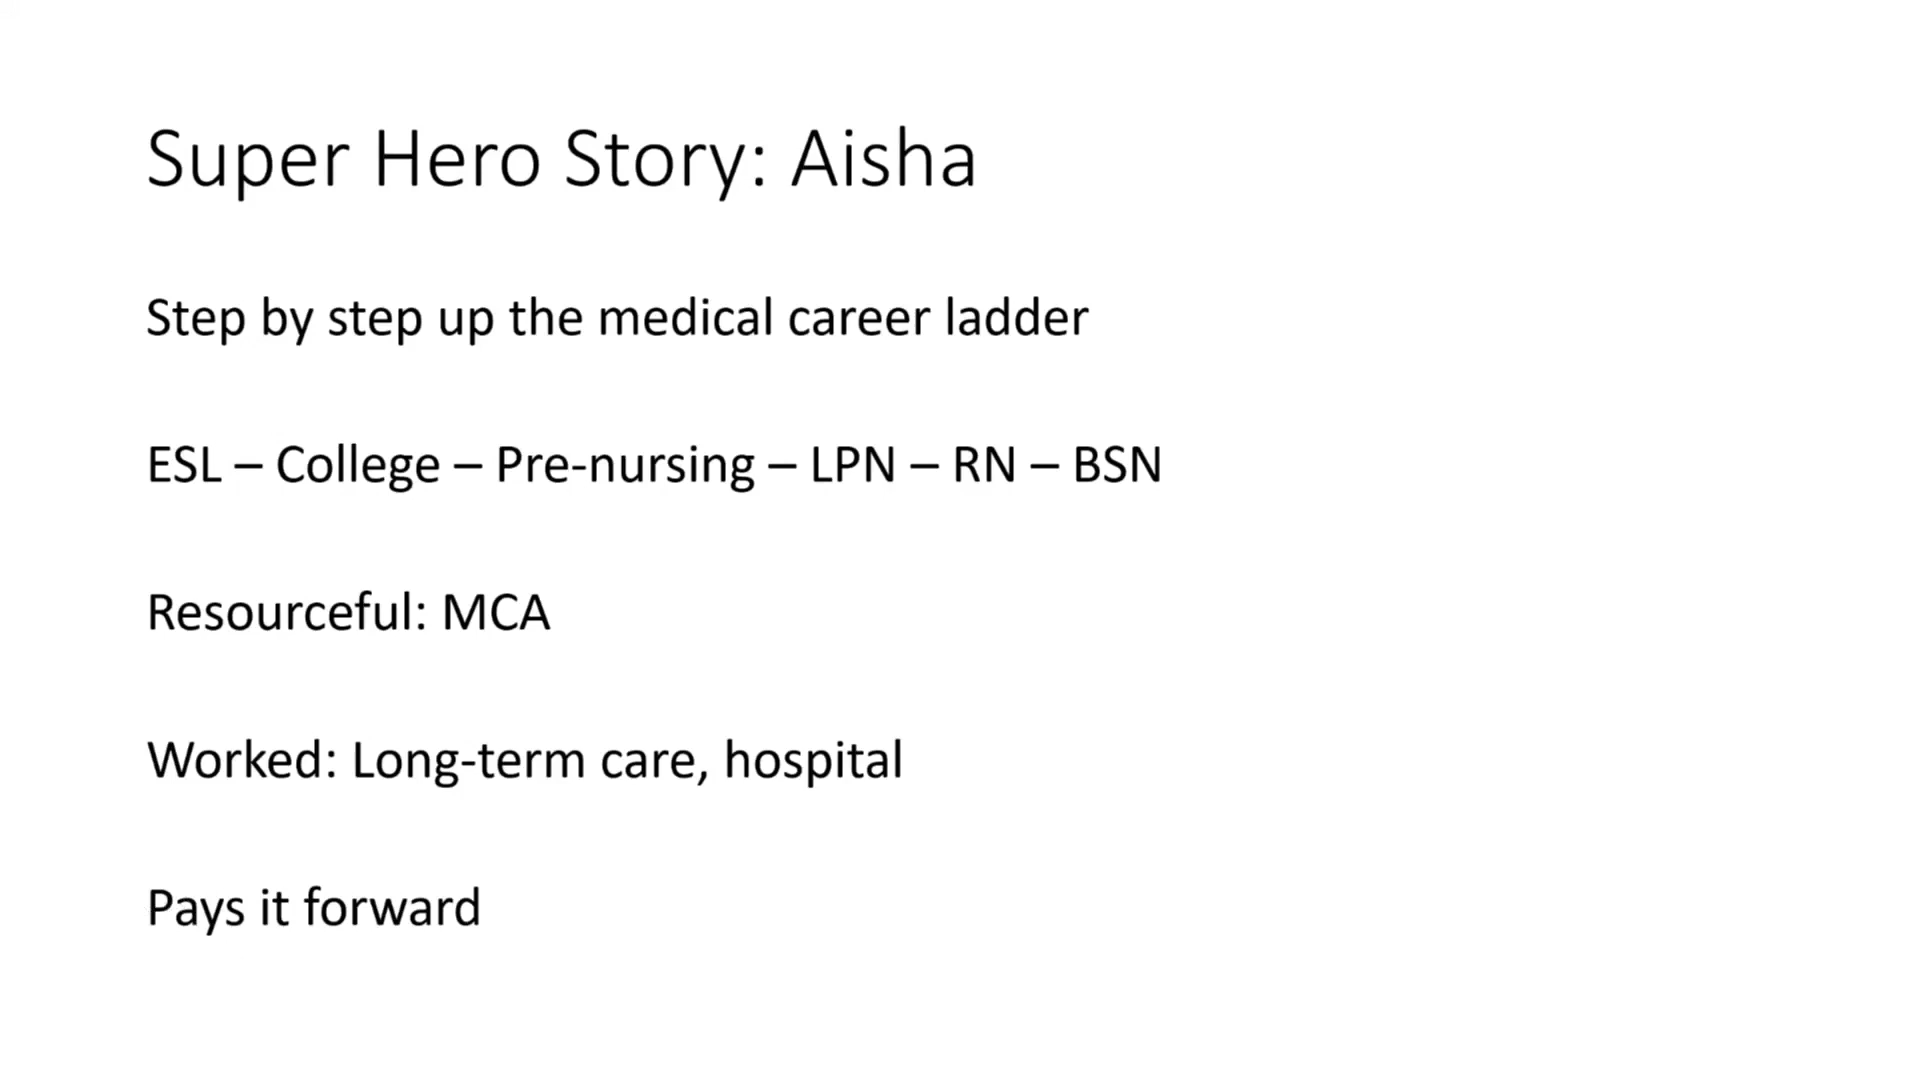 Super Hero Story: Aisha
Step by step up the medical career ladder
ESL – College – Pre-nursing – LPN – RN – BSN
Resourceful: MCA
Worked: Long-term care, hospital
Pays it forward